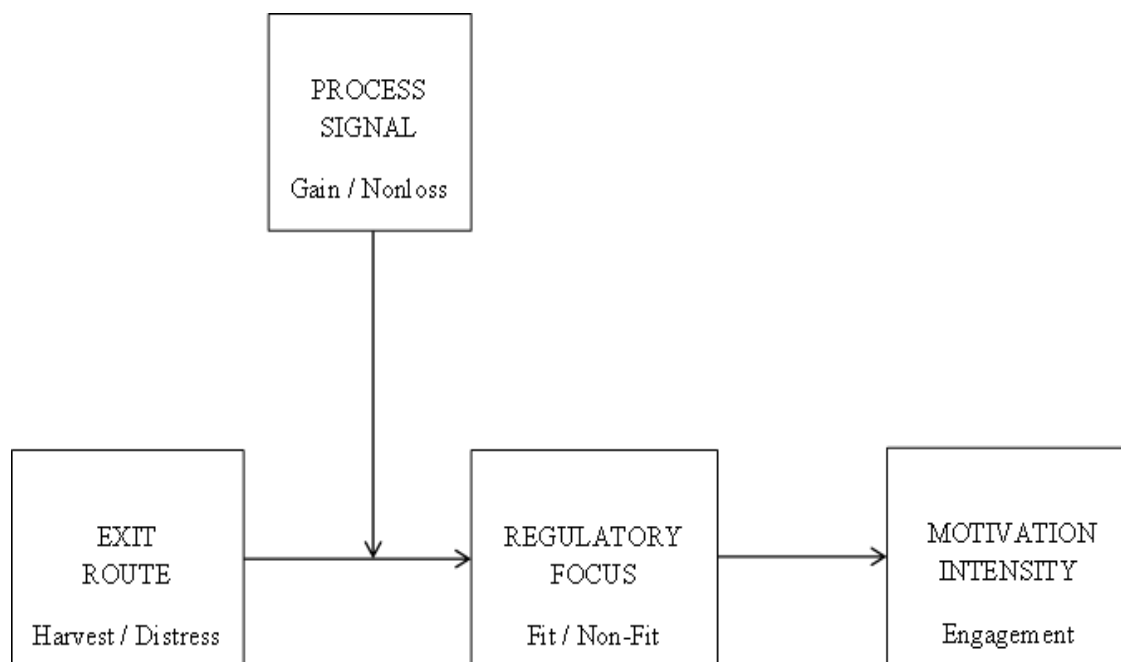 PROCESS
SIGNAL
Gain / Nonloss
EXIT
ROUTE
Harvest / Distress
REGULATORY
FOCUS
Fit / Non-Fit
MOTIVATION
INTENSITY
Engagement